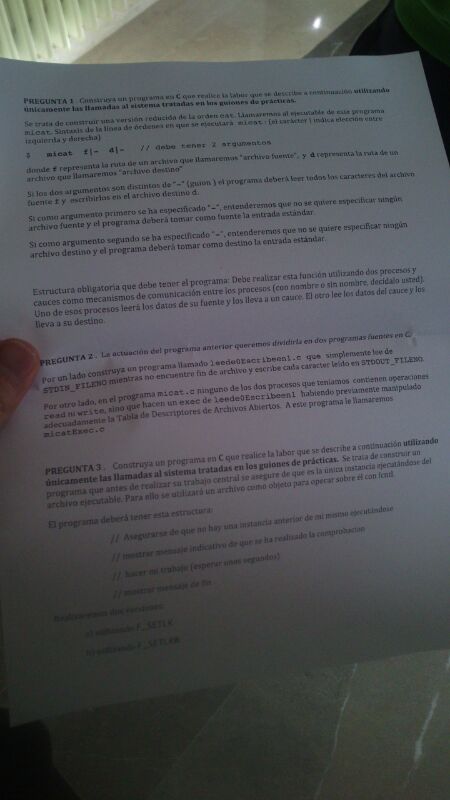 PREGUNTA 1. Construya un programa en C que realice la labor que se describe a continuación utilizando
únicamente las llamadas al sistema tratadas en los guiones de prácticas.
Se trata de construir una versión reducida de la orden cat. Llamaremos al ejecutable de este programa
micat. Sintaxis de la línea de órdenes en que se ejecutará micat: (el carácter | indica elección entre
izquierda y derecha)
$ micat f|- d|- // debe tener 2 argumentos
donde f representa la ruta de un archivo que llamaremos "archivo fuente", y d representa la ruta de un
archivo que llamaremos "archivo destino"
Si los dos argumentos son distintos de "-" (guion) el programa deberá leer todos los caracteres del archivo
fuente f y escribirlos en el archivo destino d.
Si como argumento primero se ha especificado "-", entenderemos que no se quiere especificar ningún
archivo fuente y el programa deberá tomar como fuente la entrada estándar.
Si como argumento segundo se ha especificado "-", entenderemos que no se quiere especificar ningún
archivo destino y el programa deberá tomar como destino la entrada estándar.
Estructura obligatoria que debe tener el programa: Debe realizar esta función utilizando dos procesos y
cauces como mecanismos de comunicación entre los procesos (con nombre o sin nombre, decídalo usted).
Uno de esos procesos leerá los datos de su fuente y los lleva a un cauce. El otro lee los datos del cauce y los
lleva a su destino.
PREGUNTA 2. La actuación del programa anterior queremos dividirla en dos programas fuentes en C.
Por un lado construya un programa llamado leede0Escribeen1.c que simplemente lee de
STDIN_FILENO mientras no encuentre fin de archivo y escribe cada carácter leído en STDOUT_FILENO.
Por otro lado, en el programa micat.c ninguno de los dos procesos que teníamos contienen operaciones
read ni write, sino que hacen un exec de leede0Escribeen1 habiendo previamente manipulado
adecuadamente la Tabla de Descriptores de Archivos Abiertos. A este programa le llamaremos
micatExec.c
PREGUNTA 3. Construya un programa en C que realice la labor que se describe a continuación utilizando
únicamente las llamadas al sistema tratadas en los guiones de prácticas. Se trata de construir un
programa que antes de realizar su trabajo central se asegure de que es la única instancia ejecutándose del
archivo ejecutable. Para ello se utilizará un archivo como objeto para operar sobre él con fcntl.
El programa deberá tener esta estructura:
// Asegurarse de que no hay una instancia anterior de mi mismo ejecutándose
// mostrar mensaje indicativo de que se ha realizado la comprobacion
// hacer mi trabajo (esperar unos segundos)
// mostrar mensaje de fin
Realizaremos dos versiones:
a) utilizando F_SETLK
b) utilizando F_SETLKW